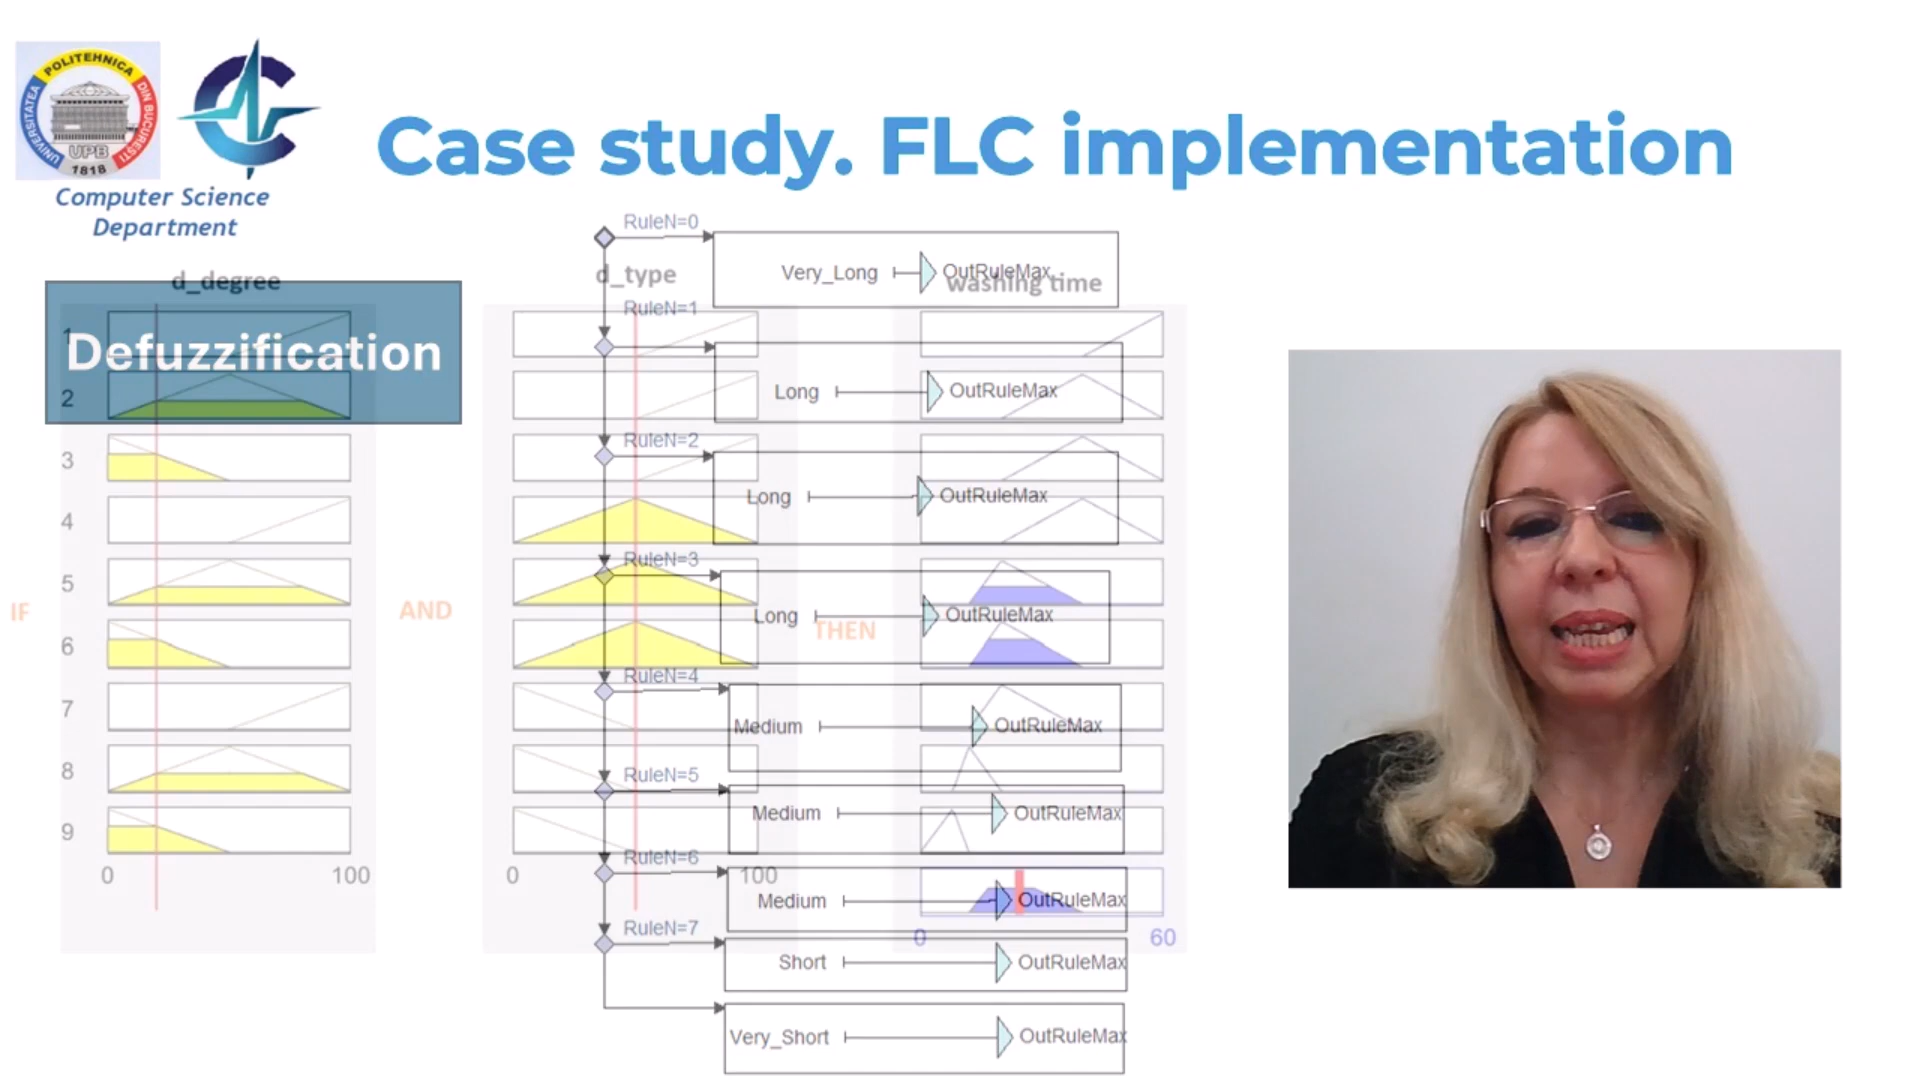 UNIVERSITATEA POLITEHNICA DIN BUCUREȘTI
UPB
1818
Computer Science
Department
Case study. FLC implementation
d_degree
d_type
washing time
Defuzzification
1
2
3
4
5
6
7
8
9
IF
AND
THEN
0
100
0
100
0
60
RuleN=0
Very_Long
OutRuleMax
RuleN=1
Long
OutRuleMax
RuleN=2
Long
OutRuleMax
RuleN=3
Long
OutRuleMax
RuleN=4
Medium
OutRuleMax
RuleN=5
Medium
OutRuleMax
RuleN=6
Medium
OutRuleMax
RuleN=7
Short
OutRuleMax
Very_Short
OutRuleMax